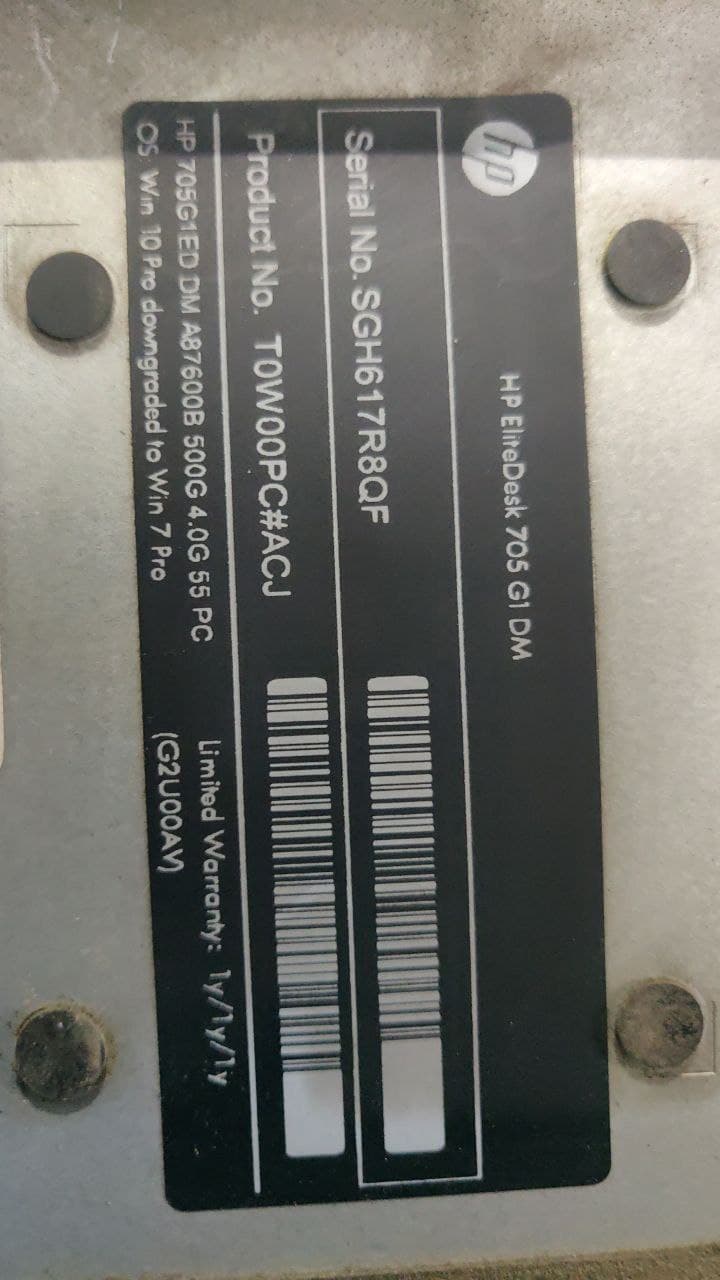 hp
HP EliteDesk 705 G1 DM
Serial No. SGH617R8QF
Product No. T0W00PC#ACJ
HP 705G1ED DM A87600B 500G 4.0G 55 PC
Limited Warranty: 1y/1y/1y
OS Win 10 Pro downgraded to Win 7 Pro
(G2U00AV)